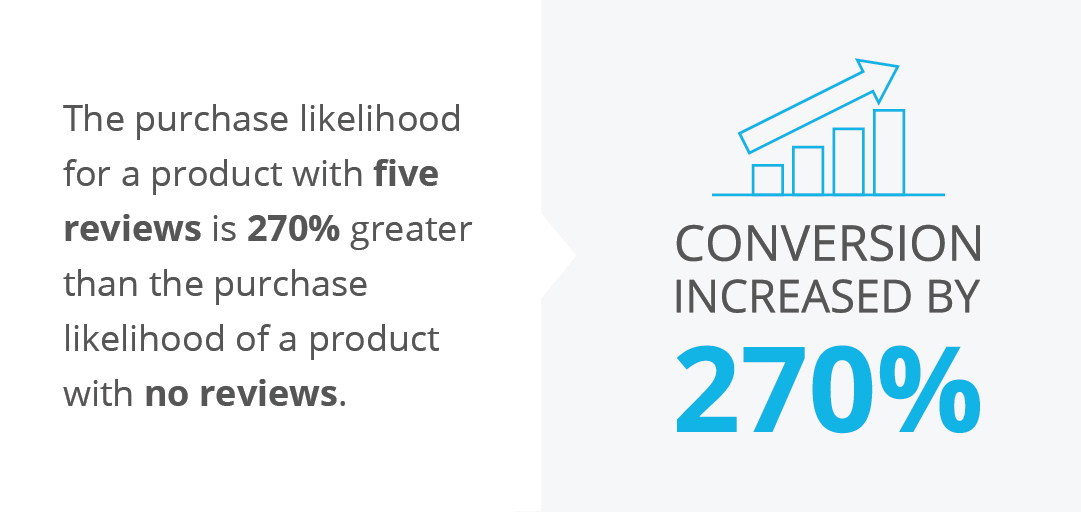 The purchase likelihood
for a product with five
reviews is 270% greater
than the purchase
likelihood of a product
with no reviews.
CONVERSION
INCREASED BY
270%